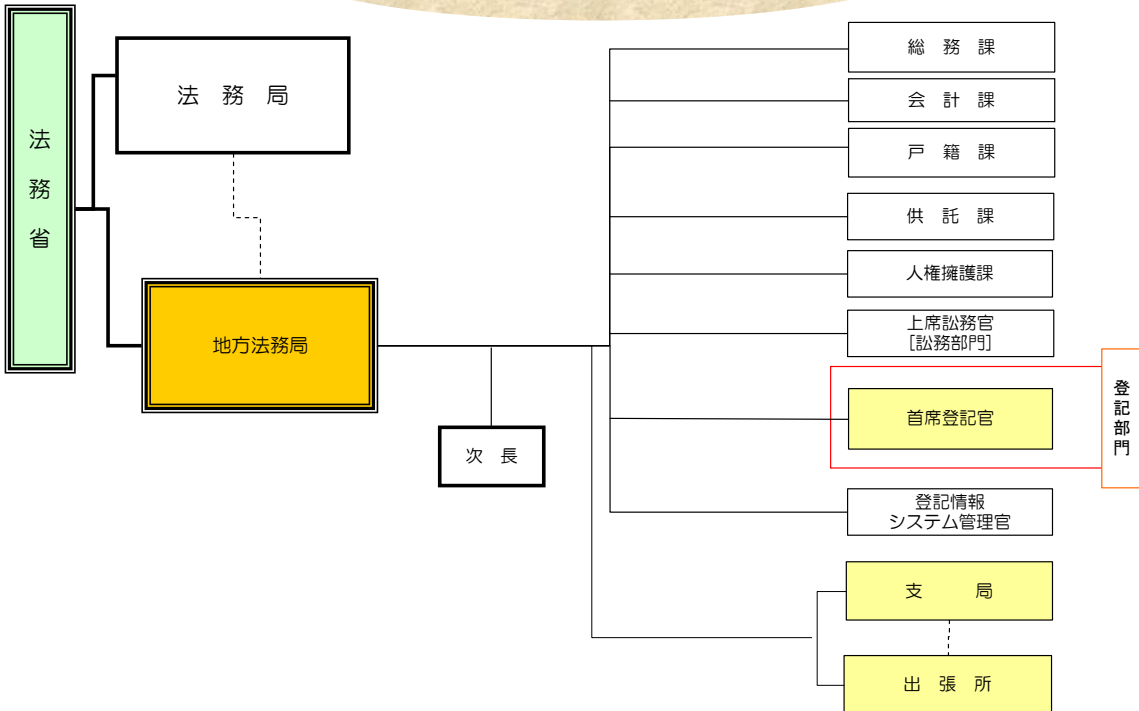 法務省
法務局
地方法務局
次長
総務課
会計課
戸籍課
供託課
人権擁護課
上席訟務官
[訟務部門]
首席登記官
登記部門
登記情報
システム管理官
支局
出張所